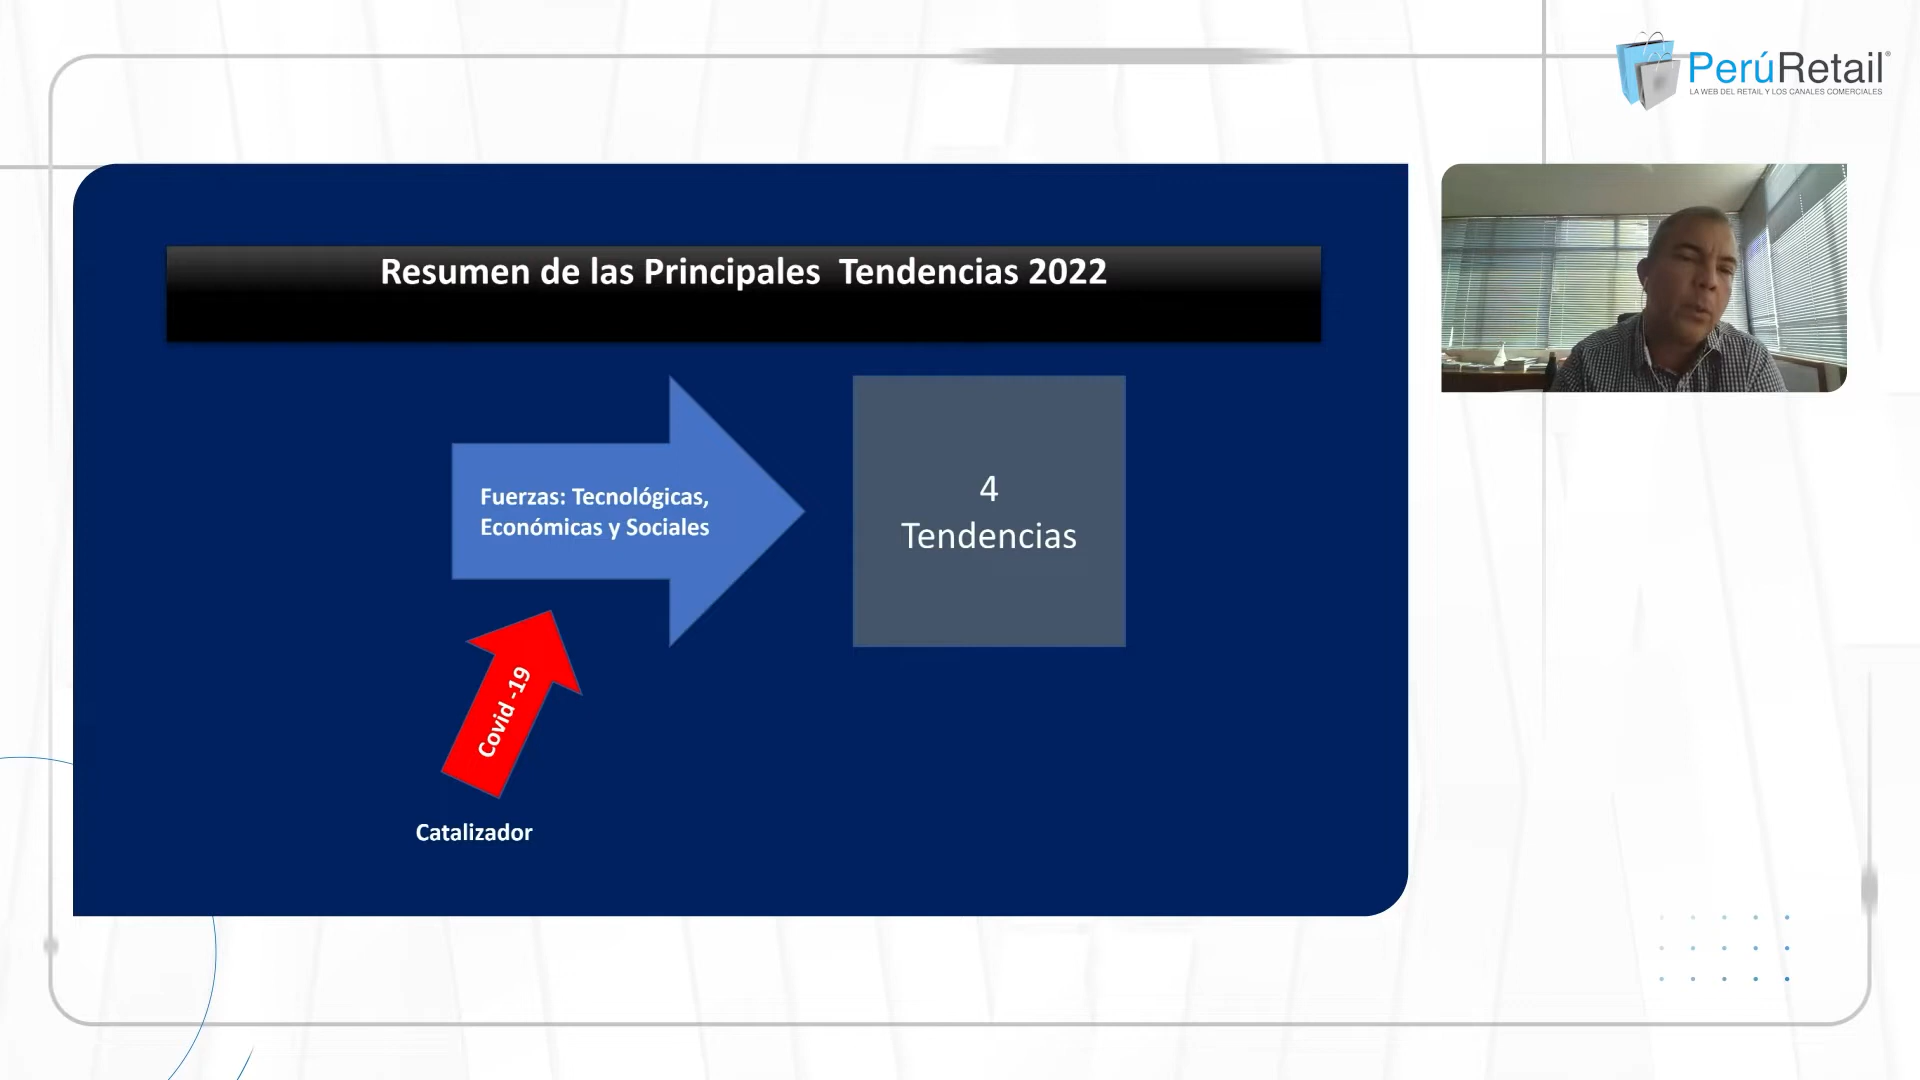 PerúRetail®
LA WEB DEL RETAIL Y LOS CANALES COMERCIALES
Resumen de las Principales Tendencias 2022
Fuerzas: Tecnológicas,
Económicas y Sociales
4
Tendencias
Covid -19
Catalizador